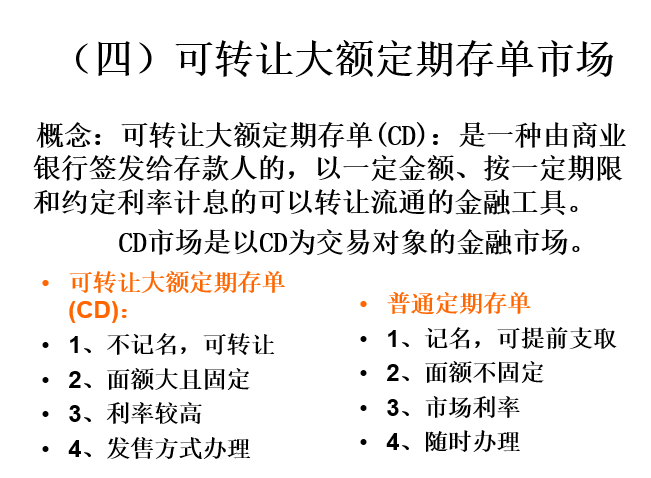 （四）可转让大额定期存单市场
概念：可转让大额定期存单(CD)：是一种由商业
银行签发给存款人的，以一定金额、按一定期限
和约定利率计息的可以转让流通的金融工具。
CD市场是以CD为交易对象的金融市场。
• 可转让大额定期存单
(CD)：
• 1、不记名，可转让
• 2、面额大且固定
• 3、利率较高
• 4、发售方式办理
• 普通定期存单
• 1、记名，可提前支取
• 2、面额不固定
• 3、市场利率
• 4、随时办理